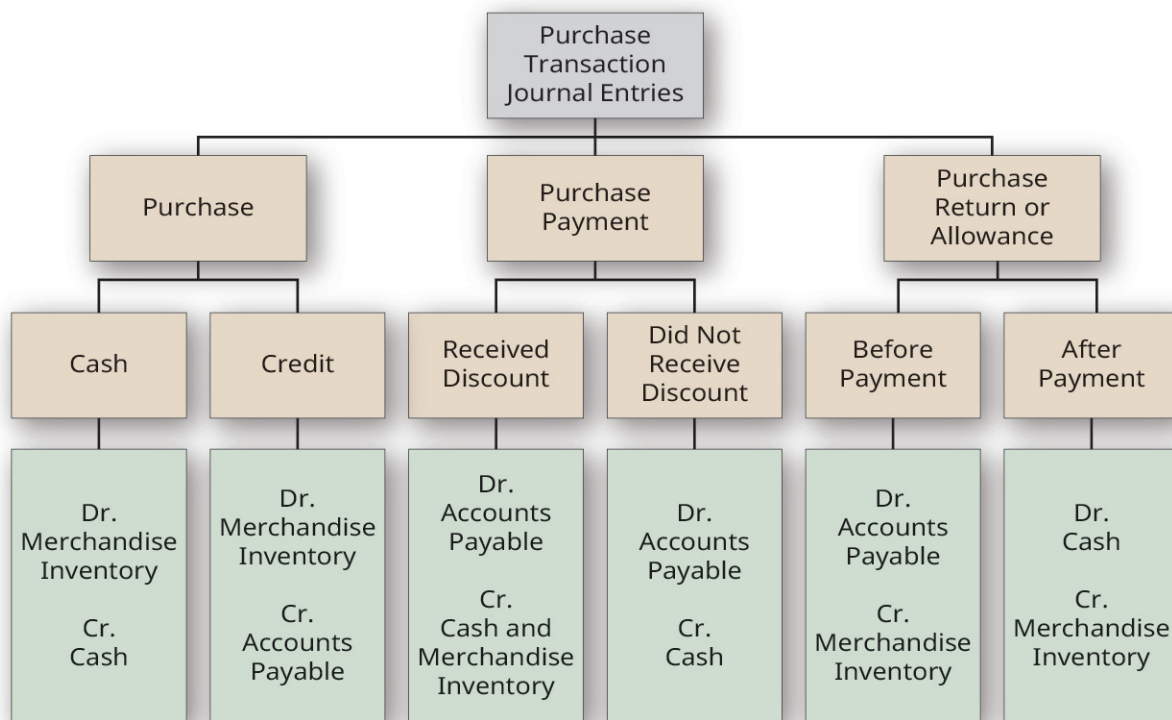 Purchase
Transaction
Journal Entries
Purchase
Purchase
Payment
Purchase
Return or
Allowance
Cash
Credit
Received
Discount
Did Not
Receive
Discount
Before
Payment
After
Payment
Dr.
Merchandise
Inventory
Cr.
Cash
Dr.
Merchandise
Inventory
Cr.
Accounts
Payable
Dr.
Accounts
Payable
Cr.
Cash and
Merchandise
Inventory
Dr.
Accounts
Payable
Cr.
Cash
Dr.
Accounts
Payable
Cr.
Merchandise
Inventory
Dr.
Cash
Cr.
Merchandise
Inventory